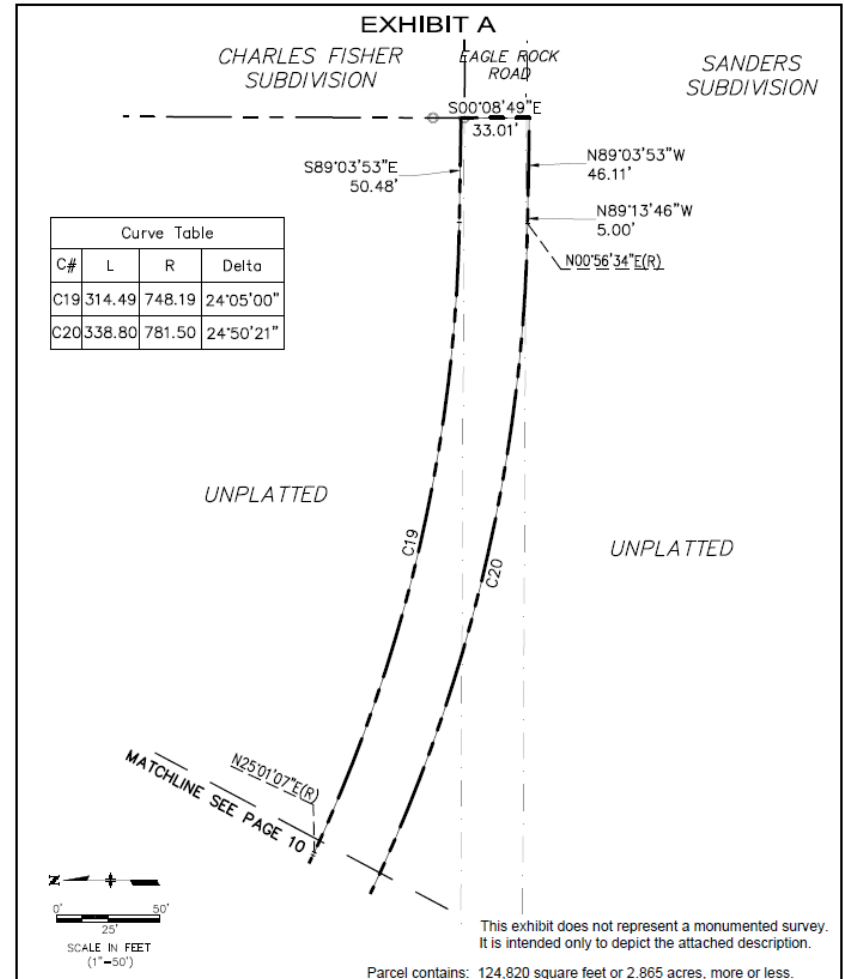 EXHIBIT A
CHARLES FISHER
SUBDIVISION
EAGLE ROCK
ROAD
SANDERS
SUBDIVISION
S00°08'49"E
33.01'
S89°03'53"E
50.48'
N89°03'53"W
46.11'
N89°13'46"W
5.00'
N00°56'34"E(R)
Curve Table
C# L R Delta
C19 314.49 748.19 24°05'00"
C20 338.80 781.50 24°50'21"
UNPLATTED
UNPLATTED
C19
C20
N25°01'07"E(R)
MATCHLINE SEE PAGE 10
Z
0' 50'
25'
SCALE IN FEET
(1"=50')
This exhibit does not represent a monumented survey.
It is intended only to depict the attached description.
Parcel contains: 124,820 square feet or 2.865 acres, more or less.